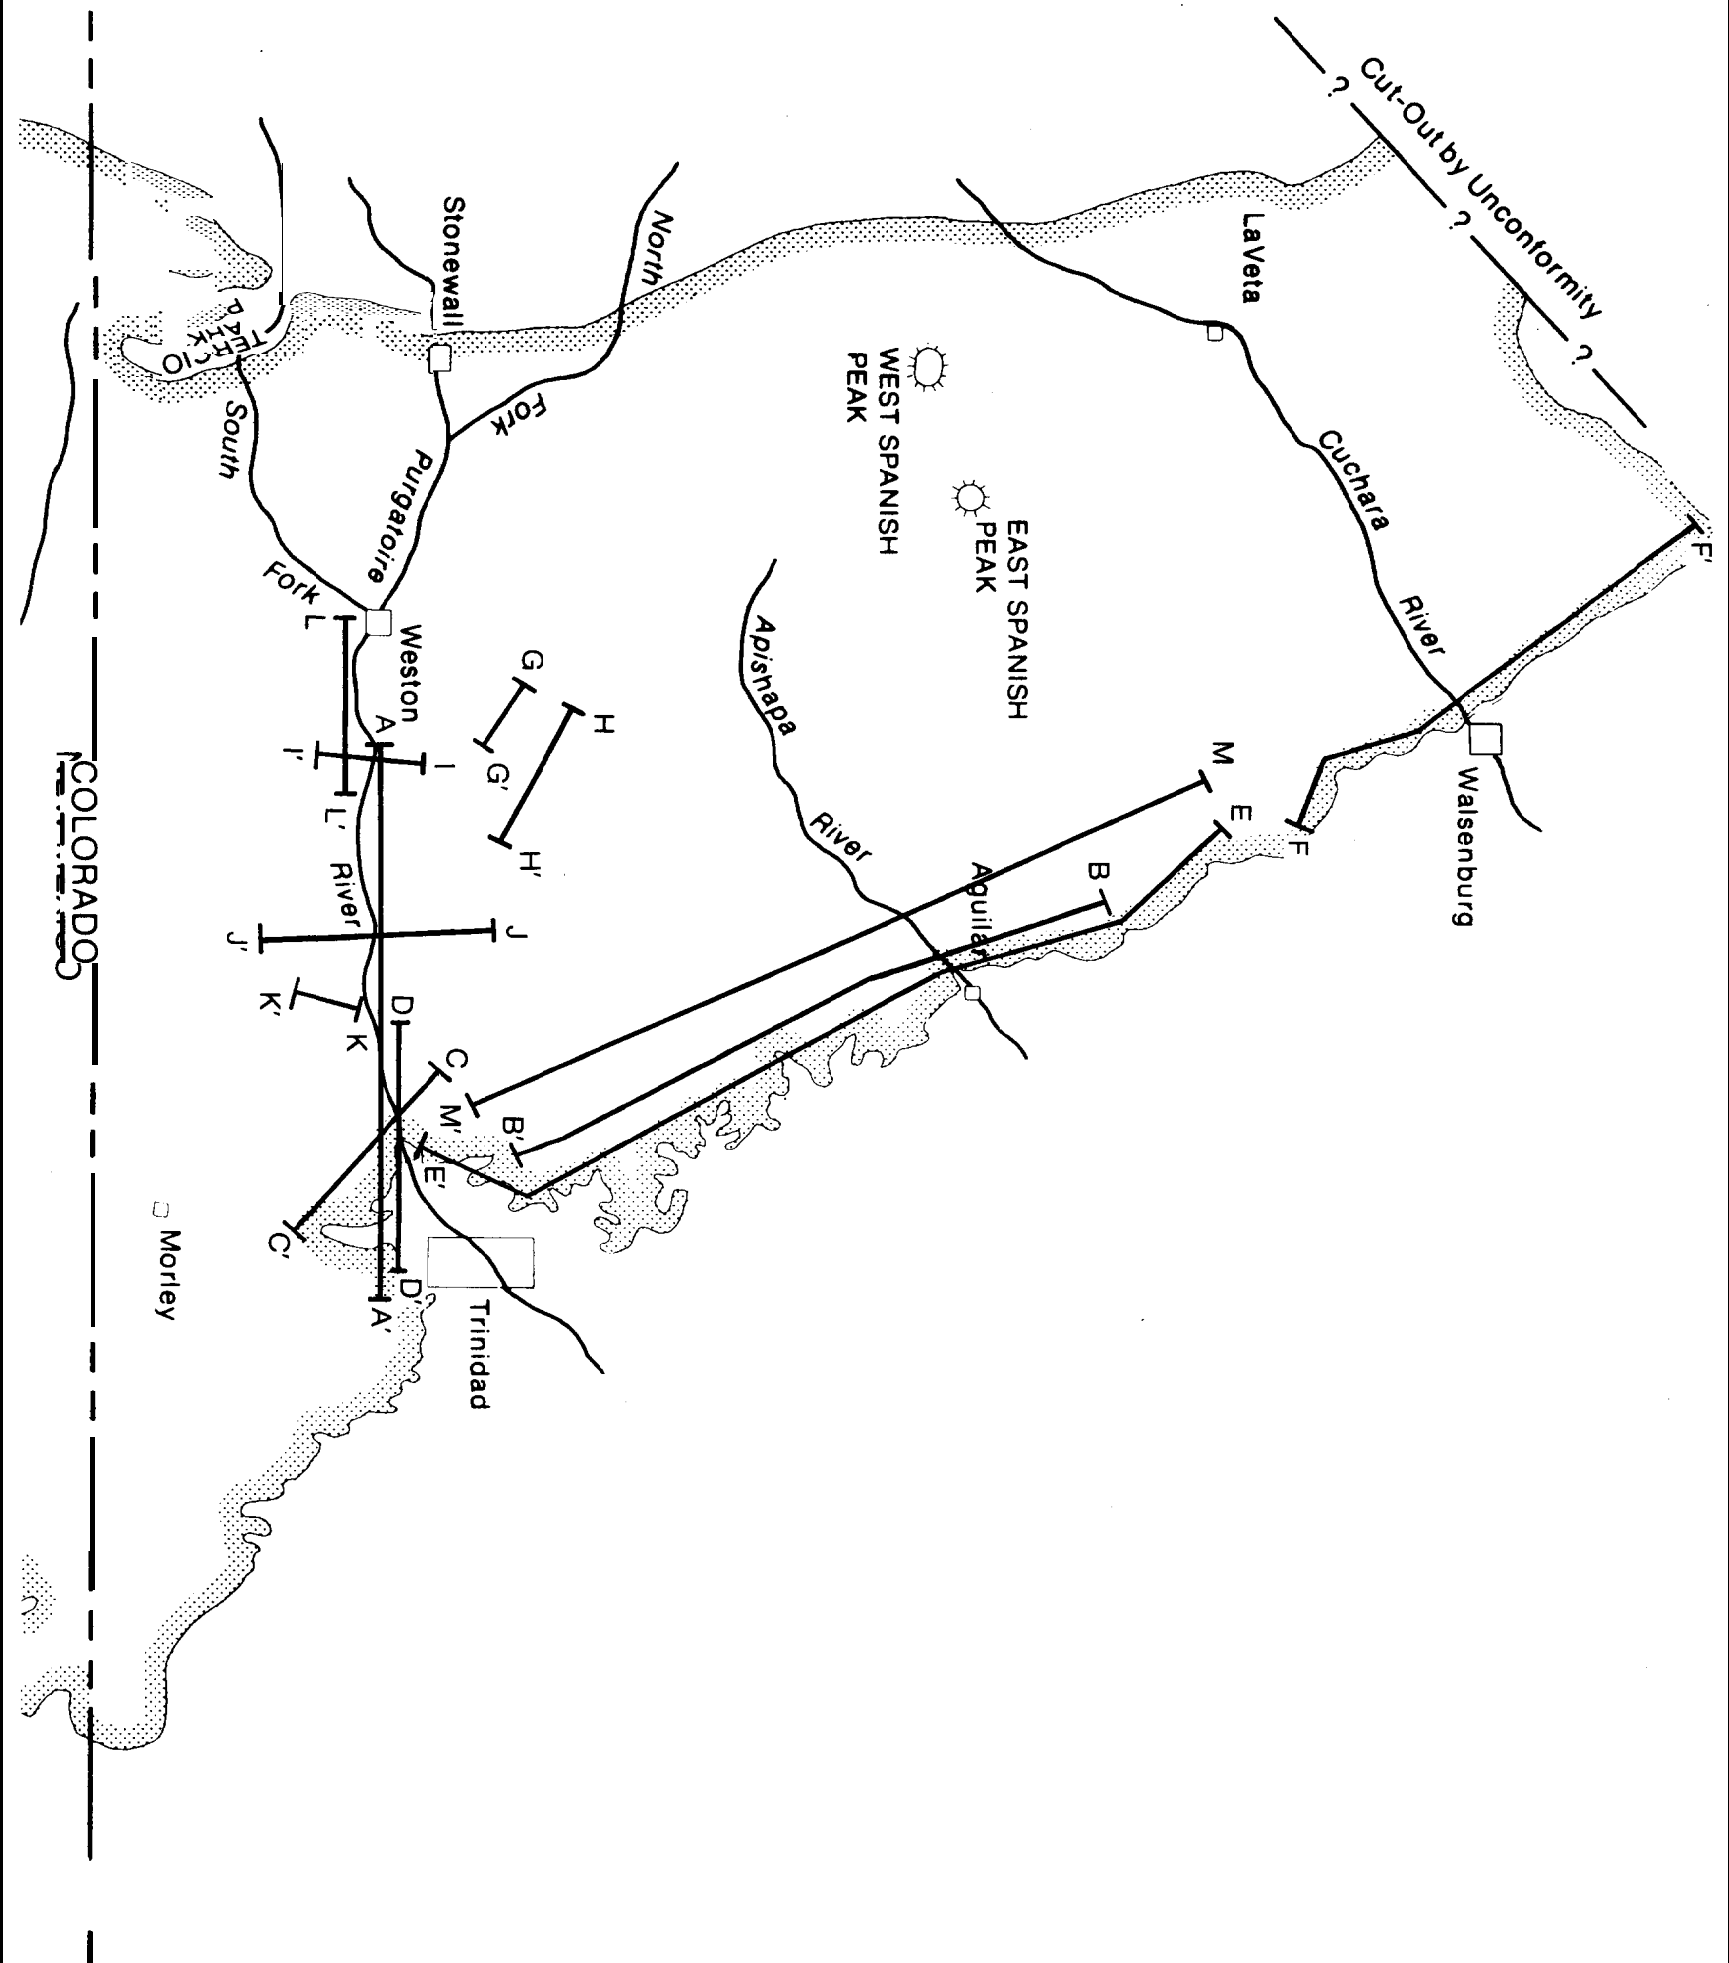 Cut-Out by Unconformity
?
?
?
F'
LaVeta
Cuchara
River
Walsenburg
F
M
E
B
EAST SPANISH
PEAK
WEST SPANISH
PEAK
Aguilar
Apishapa
River
North
Fork
Stonewall
Purgatoire
Weston
H
H'
G
G'
M'
B'
E'
Trinidad
A
I
I'
L
L'
J
J'
River
K
K'
D
D'
C
C'
A'
South
Fork
TERCIO
Morley
COLORADO